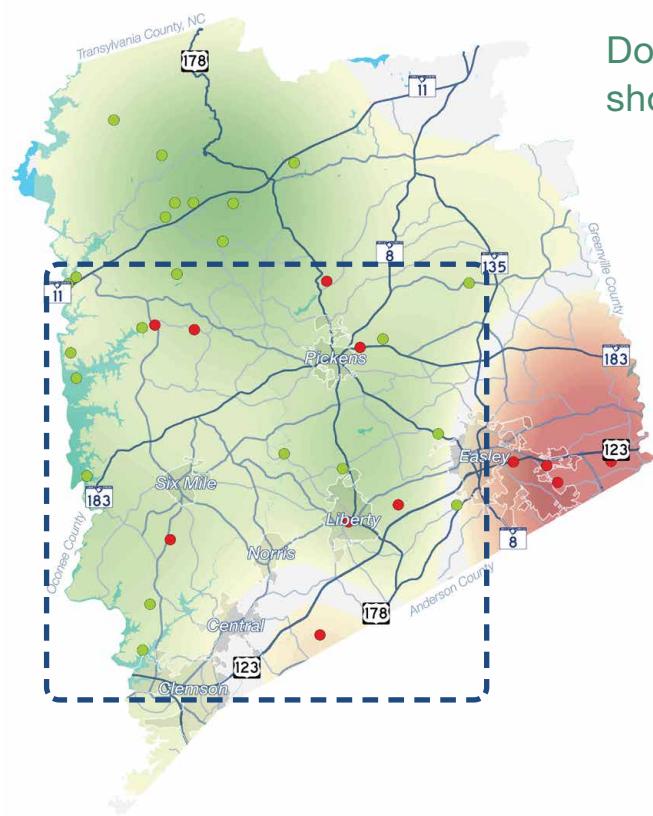 Transylvania County, NC
178
Do
sho
11
Greenville County
8
135
11
Pickens
183
Easley
123
Six Mile
183
Liberty
8
Norris
Oconee County
Anderson County
178
Central
123
Clemson